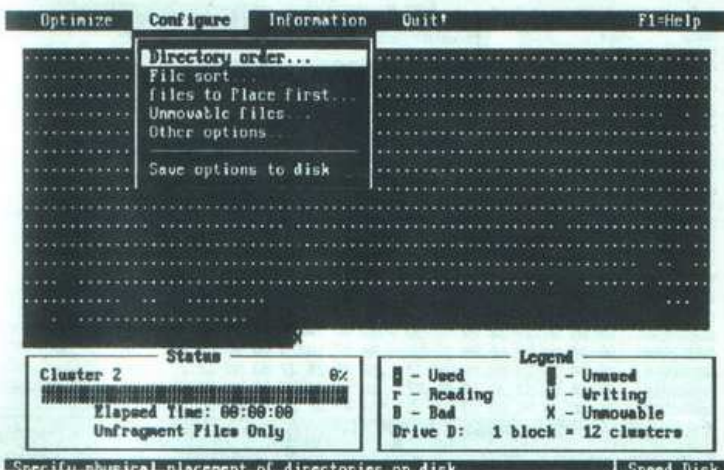 Optimize Configure Information Quit! F1=Help
Directory order...
File sort...
files to Place first...
Unmovable files...
Other options...
Save options to disk
X
Status
Cluster 2 0%
Elapsed Time: 00:00:00
Unfragment Files Only
Legend
- Used - Unused
r - Reading W - Writing
B - Bad X - Unmovable
Drive D: 1 block = 12 clusters
Specify physical placement of directories on disk Speed Disk